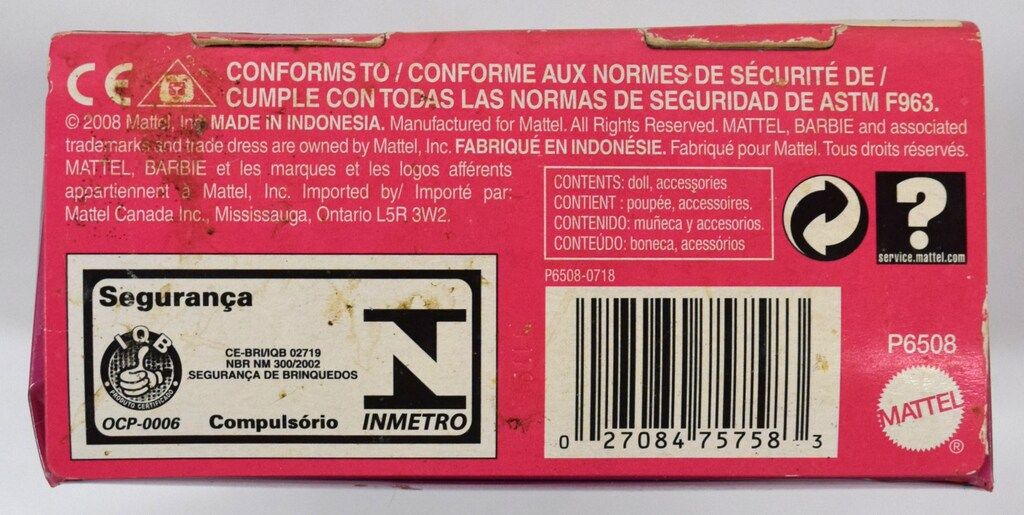 CE
CONFORMS TO / CONFORME AUX NORMES DE SÉCURITÉ DE /
CUMPLE CON TODAS LAS NORMAS DE SEGURIDAD DE ASTM F963.
© 2008 Mattel, Inc. MADE IN INDONESIA. Manufactured for Mattel. All Rights Reserved. MATTEL, BARBIE and associated
trademarks and trade dress are owned by Mattel, Inc. FABRIQUÉ EN INDONÉSIE. Fabriqué pour Mattel. Tous droits réservés.
MATTEL, BARBIE et les marques et les logos afférents
appartiennent à Mattel, Inc. Imported by/ Importé par:
Mattel Canada Inc., Mississauga, Ontario L5R 3W2.
CONTENTS: doll, accessories
CONTIENT : poupée, accessoires.
CONTENIDO: muñeca y accesorios.
CONTEÚDO: boneca, acessórios
?
service.mattel.com
P6508-0718
Segurança
IQB
PRODUTO CERTIFICADO
OCP-0006
CE-BRI/IQB 02719
NBR NM 300/2002
SEGURANÇA DE BRINQUEDOS
Compulsório
INMETRO
0 27084 75758 3
P6508
MATTEL
®